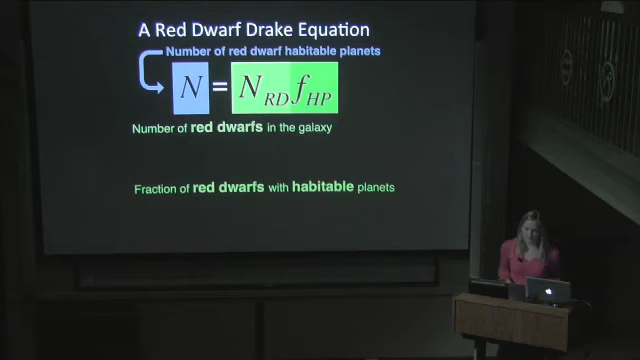 A Red Dwarf Drake Equation
Number of red dwarf habitable planets
N = N_RD f_HP
Number of red dwarfs in the galaxy
Fraction of red dwarfs with habitable planets